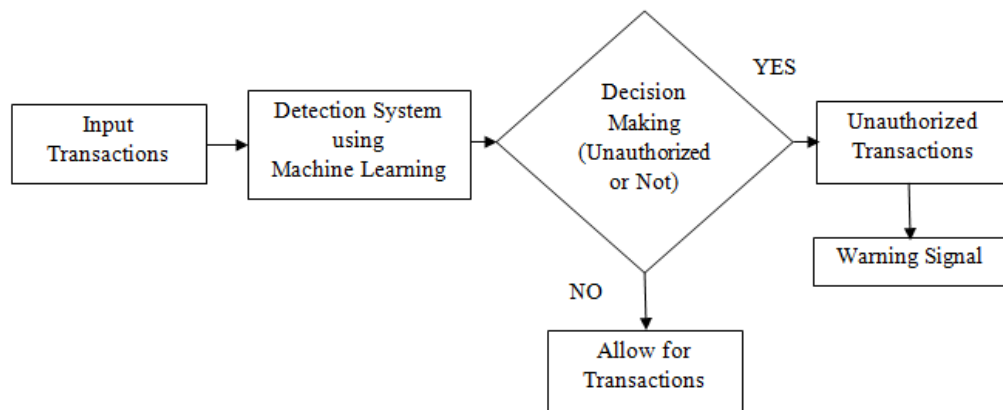 Input
Transactions
Detection System
using
Machine Learning
Decision
Making
(Unauthorized
or Not)
YES
Unauthorized
Transactions
Warning Signal
NO
Allow for
Transactions